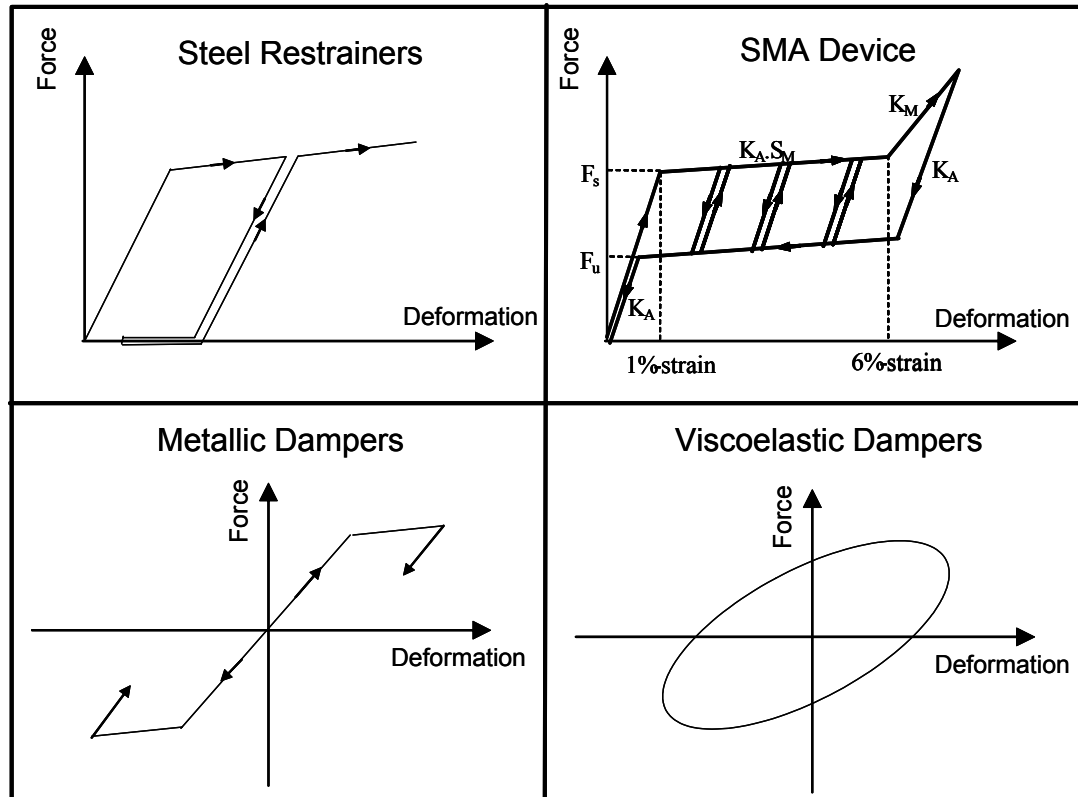 Steel Restrainers
Force
Deformation
SMA Device
Force
K_M
K_A.S_M
K_A
F_s
F_u
K_A
Deformation
1%-strain
6%-strain
Metallic Dampers
Force
Deformation
Viscoelastic Dampers
Force
Deformation